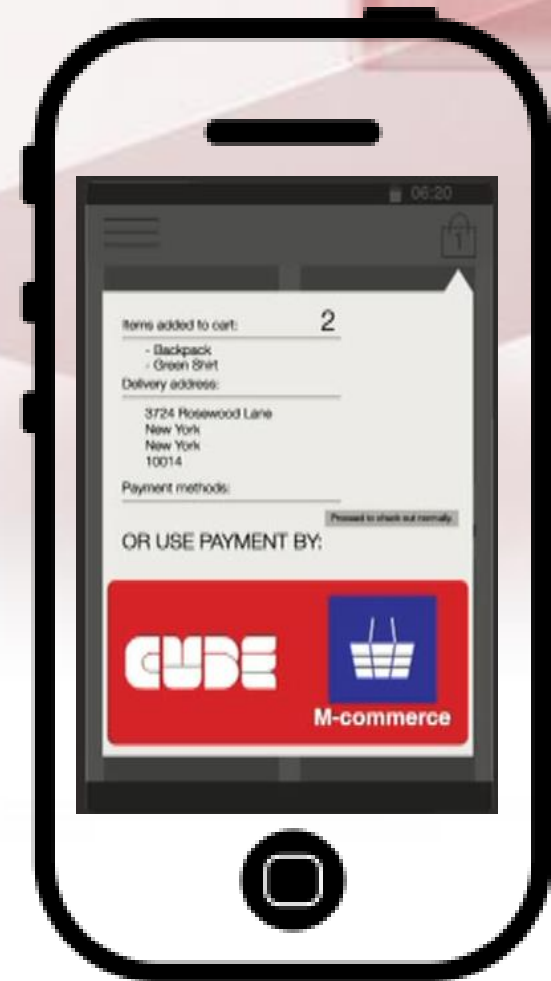 06:20
1
Items added to cart: 2
- Backpack
- Green Shirt
Delivery address:
3724 Rosewood Lane
New York
New York
10014
Payment methods:
Proceed to check out normally
OR USE PAYMENT BY:
CUBE
M-commerce